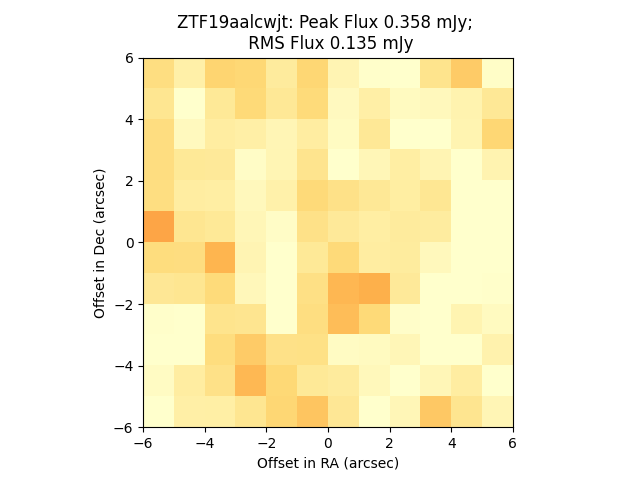 ZTF19aalcwjt: Peak Flux 0.358 mJy;
RMS Flux 0.135 mJy
6
4
2
0
−2
−4
−6
Offset in Dec (arcsec)
−6 −4 −2 0 2 4 6
Offset in RA (arcsec)